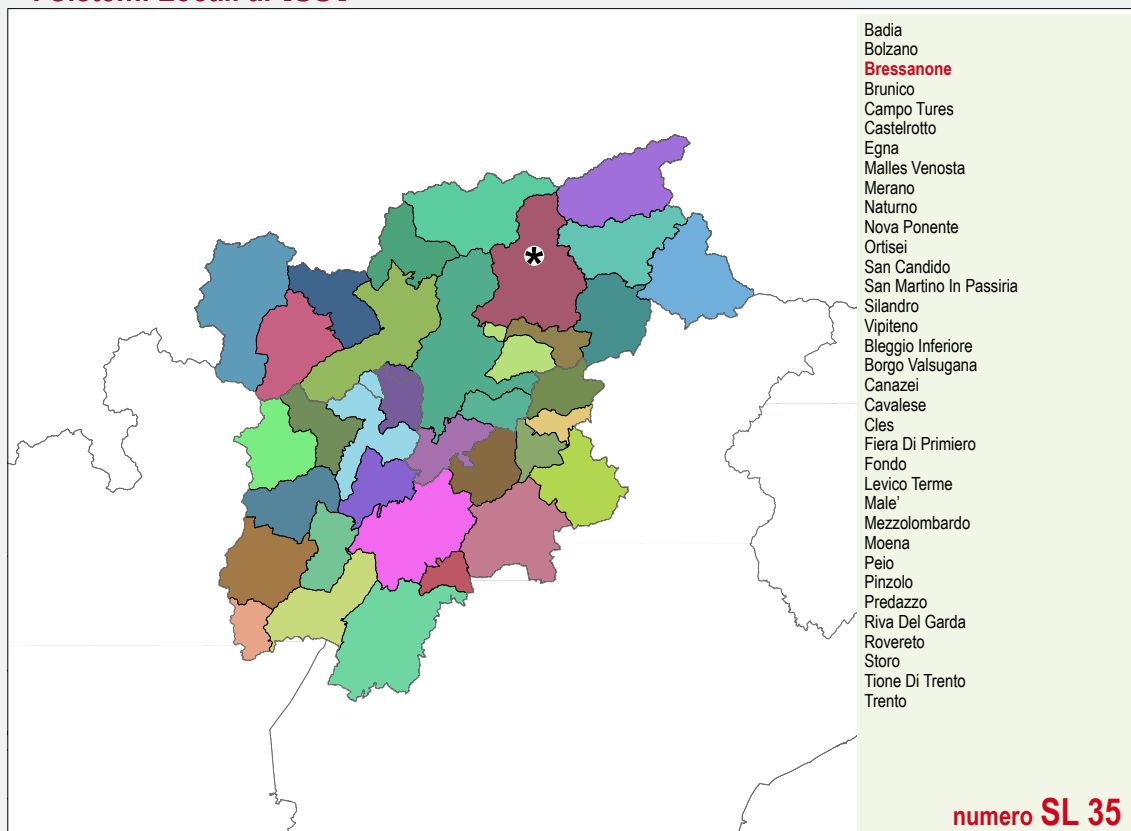 Badia
Bolzano
Bressanone
Brunico
Campo Tures
Castelrotto
Egna
Malles Venosta
Merano
Naturno
Nova Ponente
Ortisei
San Candido
San Martino In Passiria
Silandro
Vipiteno
Bleggio Inferiore
Borgo Valsugana
Canazei
Cavalese
Cles
Fiera Di Primiero
Fondo
Levico Terme
Male'
Mezzolombardo
Moena
Peio
Pinzolo
Predazzo
Riva Del Garda
Rovereto
Storo
Tione Di Trento
Trento
numero SL 35